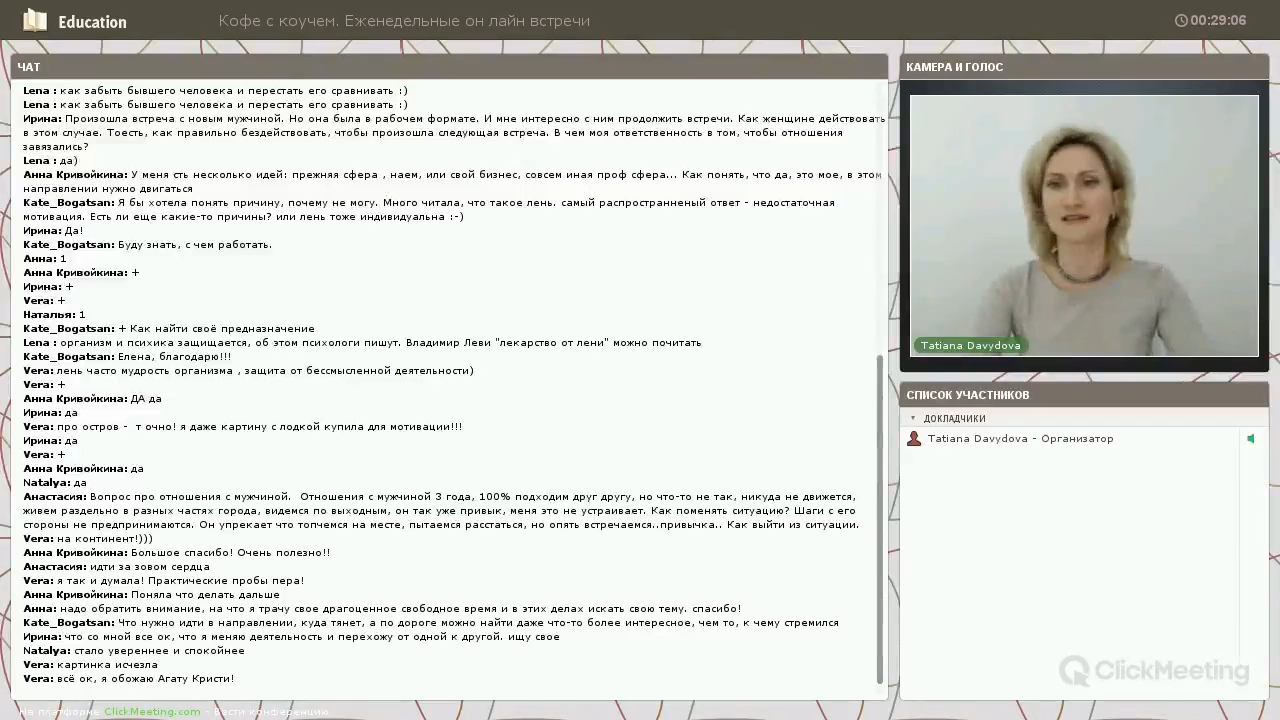 Education
Кофе с коучем. Еженедельные он лайн встречи
00:29:06
ЧАТ
Lena : как забыть бывшего человека и перестать его сравнивать :)
Lena : как забыть бывшего человека и перестать его сравнивать :)
Ирина: Произошла встреча с новым мужчиной. Но она была в рабочем формате. И мне интересно с ним продолжить встречи. Как женщине действовать
в этом случае. Тоесть, как правильно бездействовать, чтобы произошла следующая встреча. В чем моя ответственность в том, чтобы отношения
завязались?
Lena : да)
Анна Кривойкина: У меня сть несколько идей: прежняя сфера , наем, или свой бизнес, совсем иная проф сфера... Как понять, что да, это мое, в этом
направлении нужно двигаться
Kate_Bogatsan: Я бы хотела понять причину, почему не могу. Много читала, что такое лень. самый распространненый ответ - недостаточная
мотивация. Есть ли еще какие-то причины? или лень тоже индивидуальна :-)
Ирина: Да!
Kate_Bogatsan: Буду знать, с чем работать.
Анна: 1
Анна Кривойкина: +
Ирина: +
Vera: +
Наталья: 1
Kate_Bogatsan: + Как найти своё предназначение
Lena : организм и психика защищается, об этом психологи пишут. Владимир Леви "лекарство от лени" можно почитать
Kate_Bogatsan: Елена, благодарю!!!
Vera: лень часто мудрость организма , защита от бессмысленной деятельности)
Vera: +
Анна Кривойкина: ДА да
Ирина: да
Vera: про остров - т очно! я даже картину с лодкой купила для мотивации!!!
Ирина: да
Vera: +
Анна Кривойкина: да
Natalya: да
Анастасия: Вопрос про отношения с мужчиной. Отношения с мужчиной 3 года, 100% подходим друг другу, но что-то не так, никуда не движется,
живем раздельно в разных частях города, видемся по выходным, он так уже привык, меня это не устраивает. Как поменять ситуацию? Шаги с его
стороны не предпринимаются. Он упрекает что топчемся на месте, пытаемся расстаться, но опять встречаемся..привычка.. Как выйти из ситуации.
Vera: на континент!)))
Анна Кривойкина: Большое спасибо! Очень полезно!!
Анастасия: идти за зовом сердца
Vera: я так и думала! Практические пробы пера!
Анна Кривойкина: Поняла что делать дальше
Анна: надо обратить внимание, на что я трачу свое драгоценное свободное время и в этих делах искать свою тему. спасибо!
Kate_Bogatsan: Что нужно идти в направлении, куда тянет, а по дороге можно найти даже что-то более интересное, чем то, к чему стремился
Ирина: что со мной все ок, что я меняю деятельность и перехожу от одной к другой. ищу свое
Natalya: стало увереннее и спокойнее
Vera: картинка исчезла
Vera: всё ок, я обожаю Агату Кристи!
На платформе ClickMeeting.com - Вести конференцию.
КАМЕРА И ГОЛОС
Tatiana Davydova
СПИСОК УЧАСТНИКОВ
ДОКЛАДЧИКИ
Tatiana Davydova - Организатор
ClickMeeting